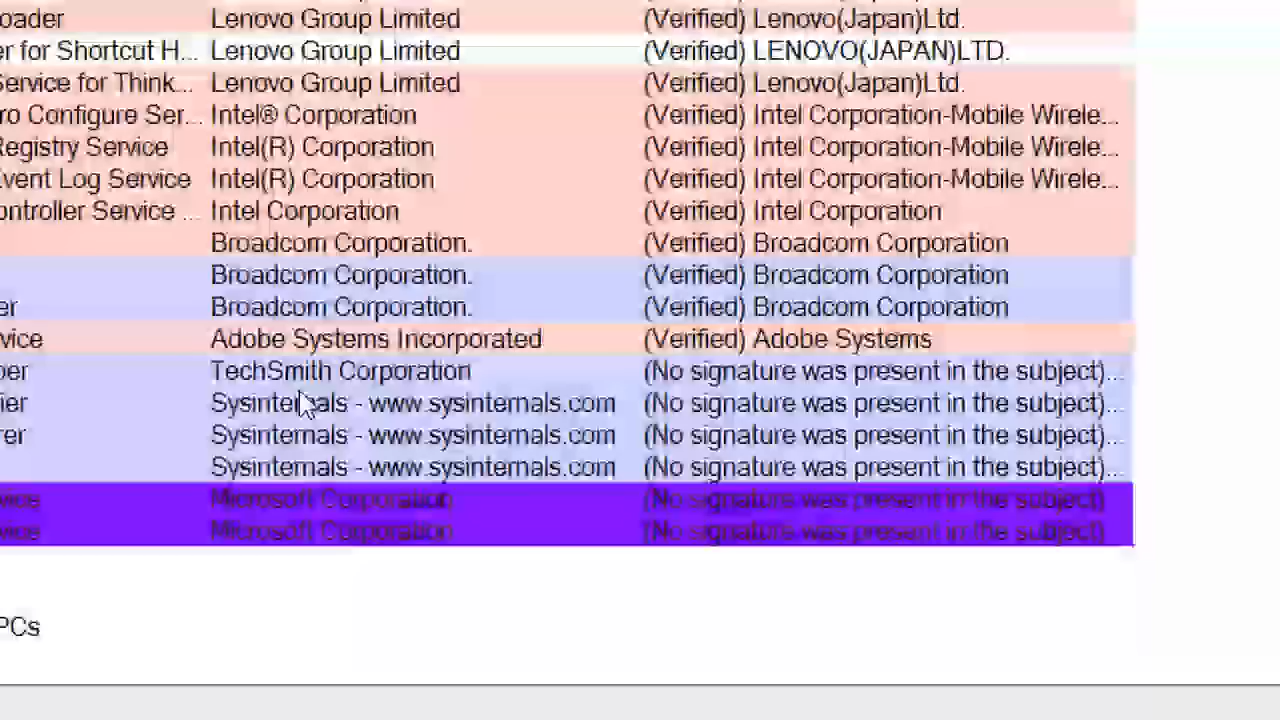 oader Lenovo Group Limited (Verified) Lenovo(Japan)Ltd.
er for Shortcut H... Lenovo Group Limited (Verified) LENOVO(JAPAN)LTD.
Service for Think... Lenovo Group Limited (Verified) Lenovo(Japan)Ltd.
ro Configure Ser... Intel® Corporation (Verified) Intel Corporation-Mobile Wirele...
Registry Service Intel(R) Corporation (Verified) Intel Corporation-Mobile Wirele...
Event Log Service Intel(R) Corporation (Verified) Intel Corporation-Mobile Wirele...
ontroller Service ... Intel Corporation (Verified) Intel Corporation
Broadcom Corporation. (Verified) Broadcom Corporation
Broadcom Corporation. (Verified) Broadcom Corporation
er Broadcom Corporation. (Verified) Broadcom Corporation
vice Adobe Systems Incorporated (Verified) Adobe Systems
per TechSmith Corporation (No signature was present in the subject)...
ier Sysinternals - www.sysinternals.com (No signature was present in the subject)...
rer Sysinternals - www.sysinternals.com (No signature was present in the subject)...
Sysinternals - www.sysinternals.com (No signature was present in the subject)...
vice Microsoft Corporation (No signature was present in the subject)
vice Microsoft Corporation (No signature was present in the subject)
PCs